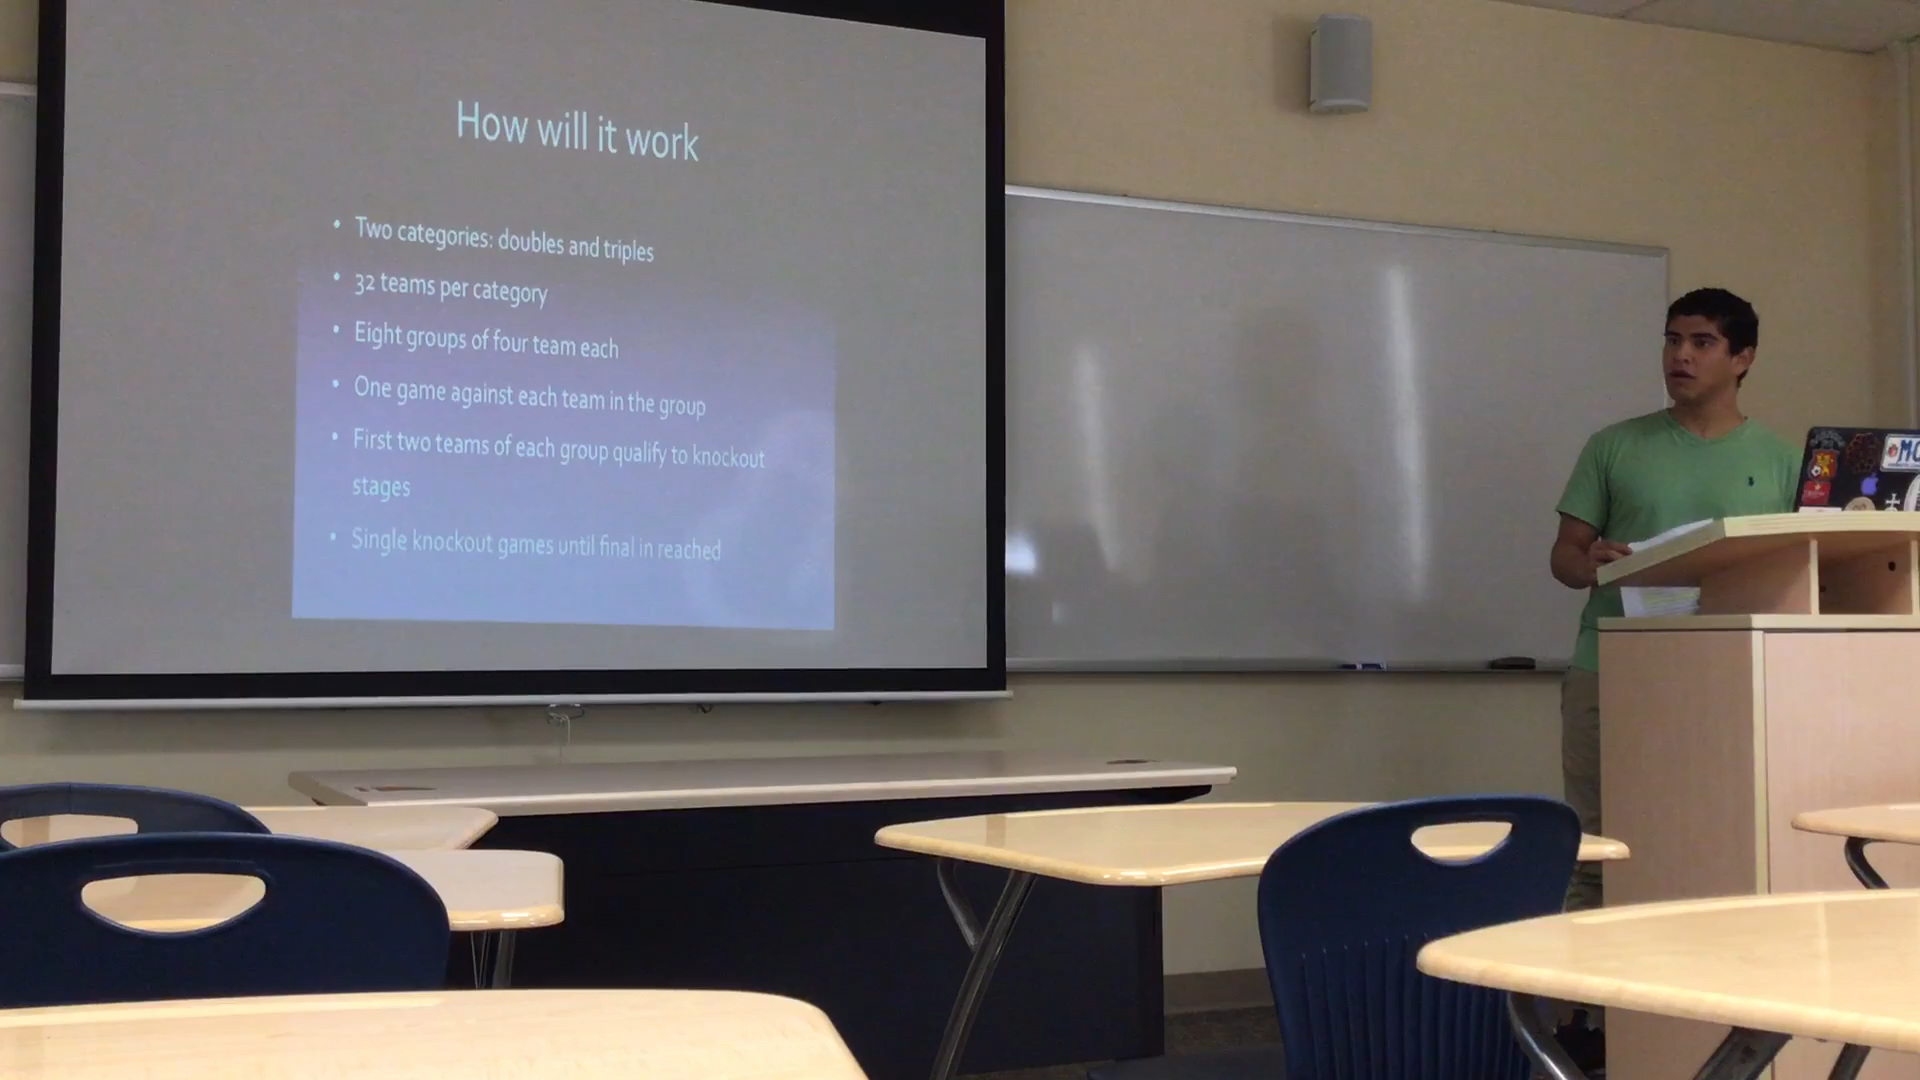 How will it work
• Two categories: doubles and triples
• 32 teams per category
• Eight groups of four team each
• One game against each team in the group
• First two teams of each group qualify to knockout
stages
• Single knockout games until final in reached